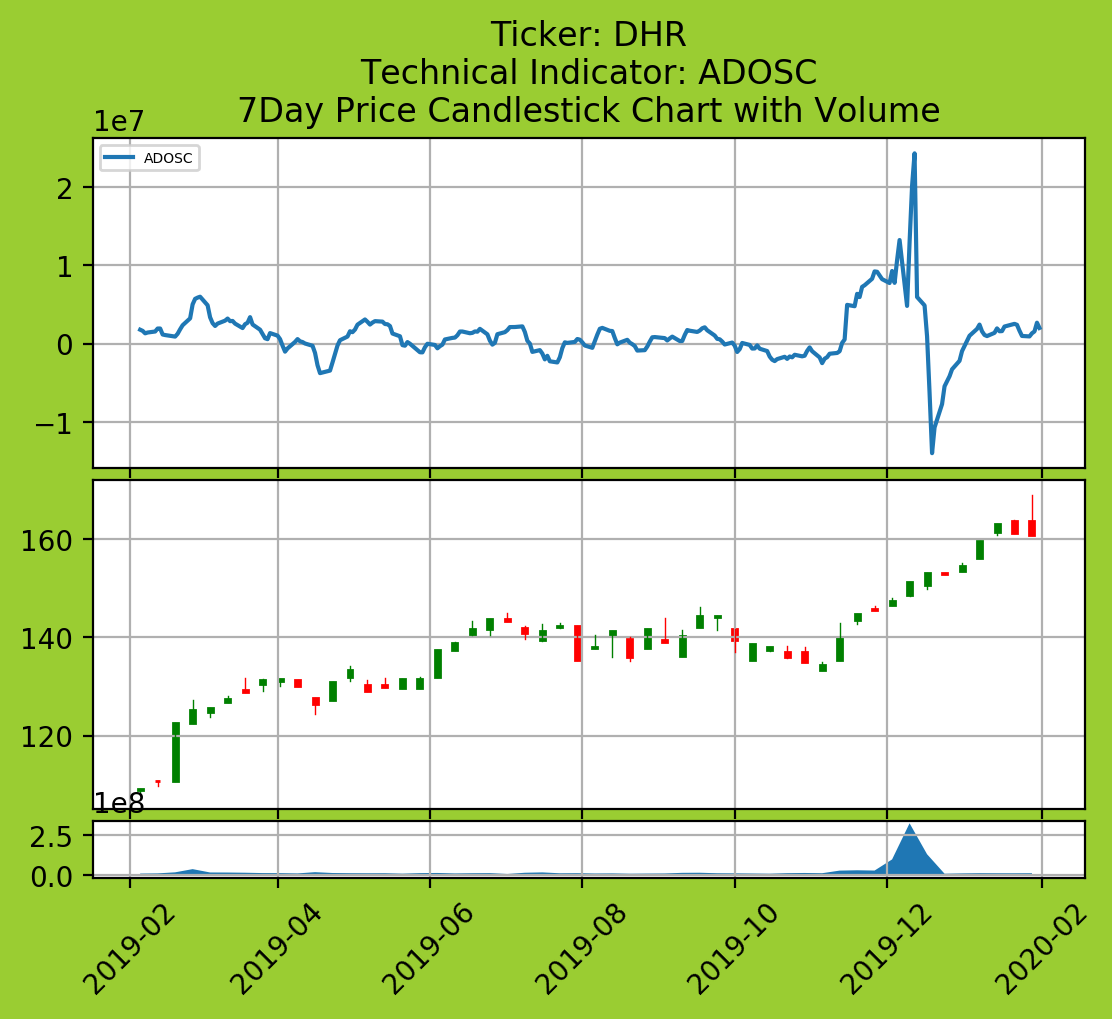 Ticker: DHR
Technical Indicator: ADOSC
7Day Price Candlestick Chart with Volume
1e7
ADOSC
2
1
0
−1
160
140
120
1e8
2.5
0.0
2019-02
2019-04
2019-06
2019-08
2019-10
2019-12
2020-02